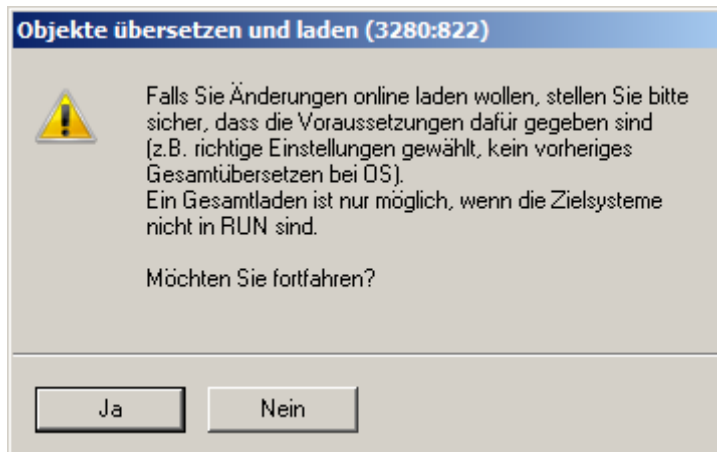 Objekte übersetzen und laden (3280:822)
Falls Sie Änderungen online laden wollen, stellen Sie bitte
sicher, dass die Voraussetzungen dafür gegeben sind
(z.B. richtige Einstellungen gewählt, kein vorheriges
Gesamtübersetzen bei OS).
Ein Gesamtladen ist nur möglich, wenn die Zielsysteme
nicht in RUN sind.
Möchten Sie fortfahren?
Ja
Nein